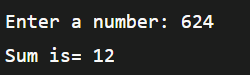 Enter a number: 624
Sum is= 12